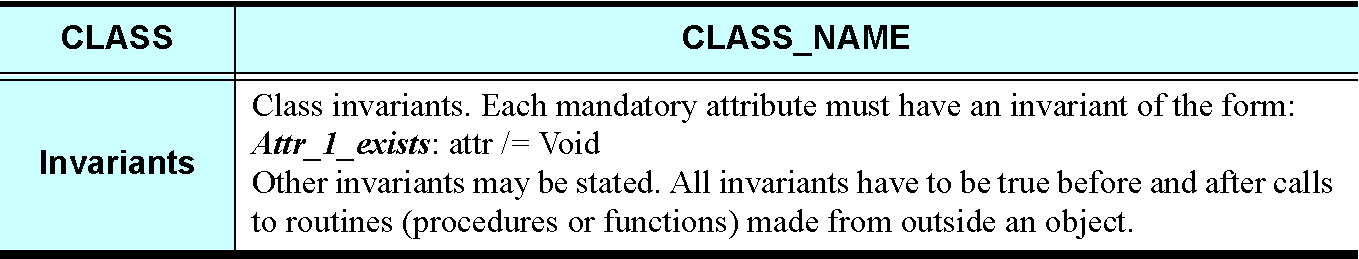 CLASS CLASS_NAME
Invariants
Class invariants. Each mandatory attribute must have an invariant of the form:
Attr_1_exists: attr /= Void
Other invariants may be stated. All invariants have to be true before and after calls
to routines (procedures or functions) made from outside an object.